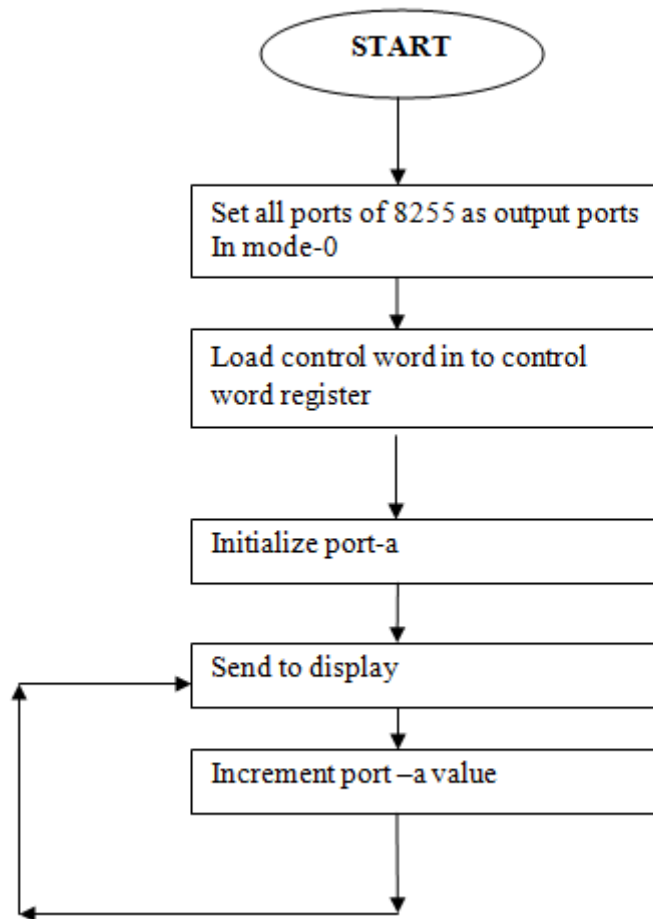 START
Set all ports of 8255 as output ports
In mode-0
Load control word in to control
word register
Initialize port-a
Send to display
Increment port –a value